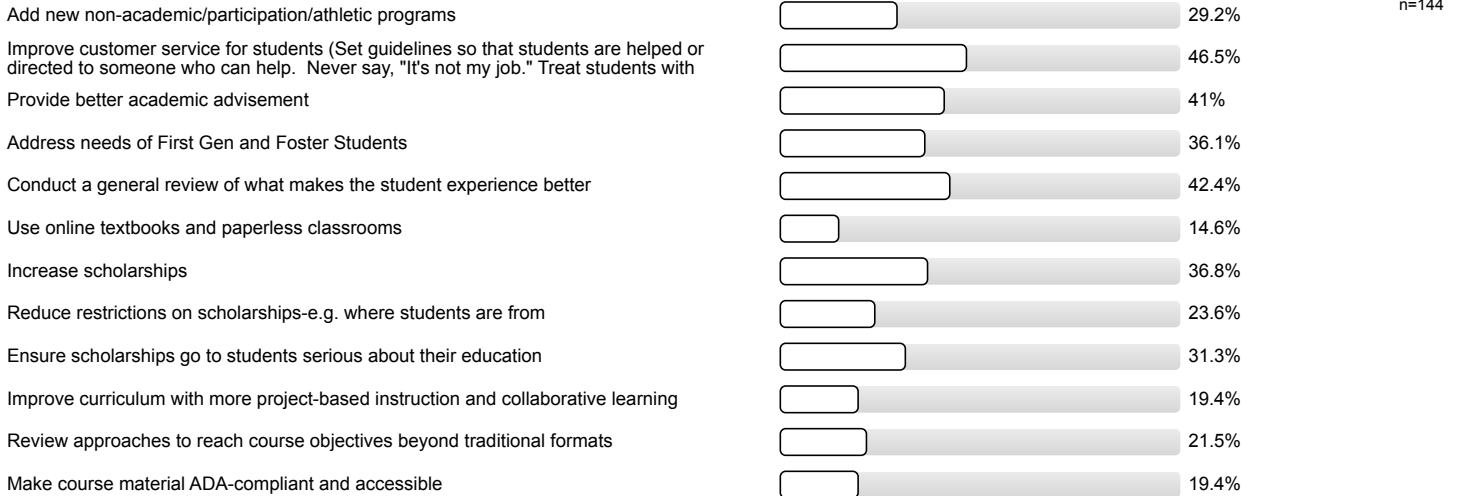 Add new non-academic/participation/athletic programs 29.2% n=144
Improve customer service for students (Set guidelines so that students are helped or
directed to someone who can help.  Never say, "It's not my job." Treat students with 46.5%
Provide better academic advisement 41%
Address needs of First Gen and Foster Students 36.1%
Conduct a general review of what makes the student experience better 42.4%
Use online textbooks and paperless classrooms 14.6%
Increase scholarships 36.8%
Reduce restrictions on scholarships-e.g. where students are from 23.6%
Ensure scholarships go to students serious about their education 31.3%
Improve curriculum with more project-based instruction and collaborative learning 19.4%
Review approaches to reach course objectives beyond traditional formats 21.5%
Make course material ADA-compliant and accessible 19.4%